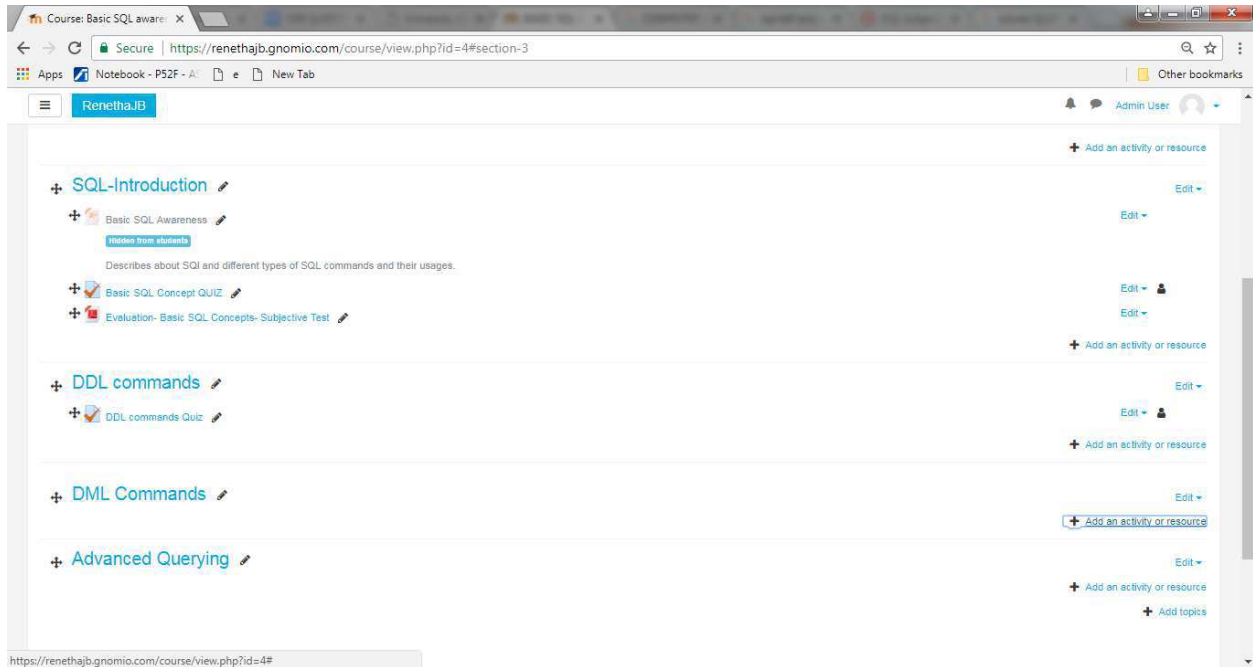 Course: Basic SQL aware
Secure | https://renethajb.gnomio.com/course/view.php?id=4#section-3
Apps Notebook - P52F - A e New Tab Other bookmarks
RenethaJB Admin User
Add an activity or resource
SQL-Introduction Edit
Basic SQL Awareness Edit
Hidden from students
Describes about SQl and different types of SQL commands and their usages.
Basic SQL Concept QUIZ Edit
Evaluation- Basic SQL Concepts- Subjective Test Edit
Add an activity or resource
DDL commands Edit
DDL commands Quiz Edit
Add an activity or resource
DML Commands Edit
Add an activity or resource
Advanced Querying Edit
Add an activity or resource
Add topics
https://renethajb.gnomio.com/course/view.php?id=4#